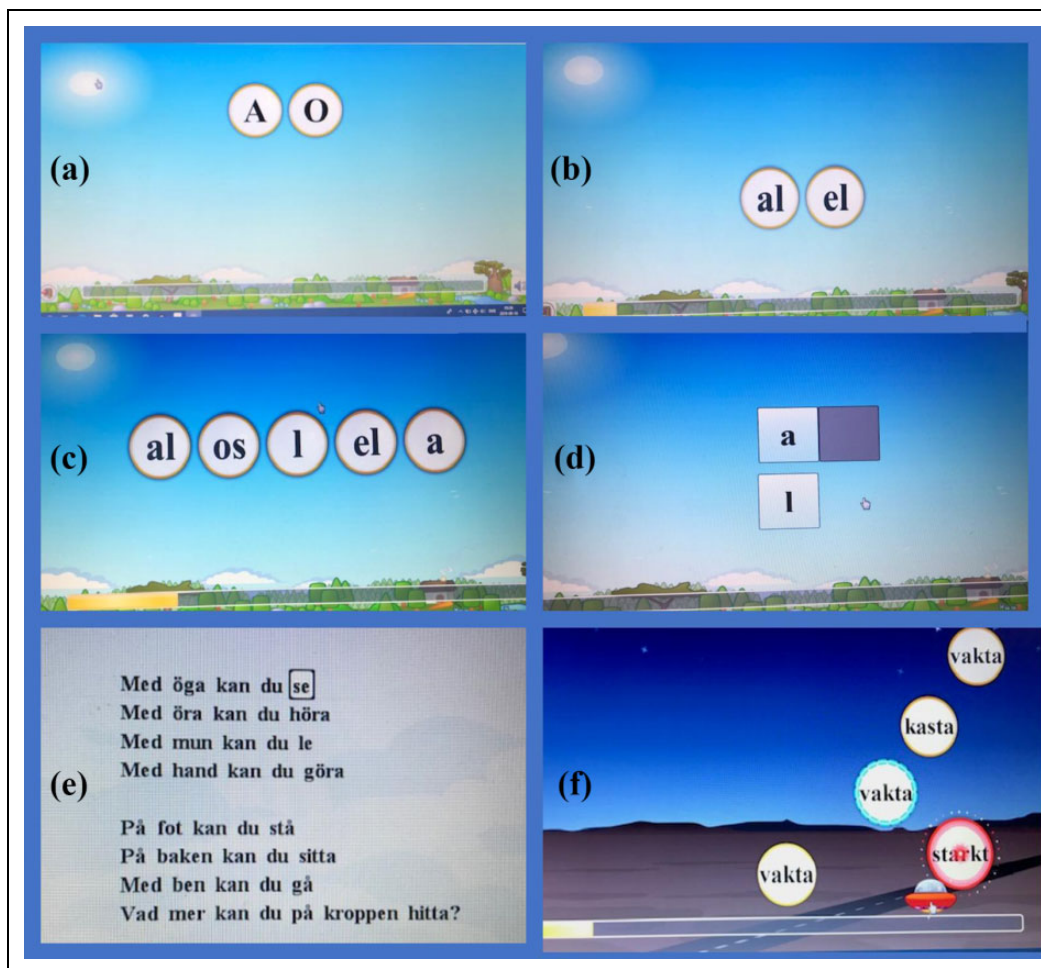 (a)
A O
(b)
al el
(c)
al os l el a
(d)
a
l
(e)
Med öga kan du se
Med öra kan du höra
Med mun kan du le
Med hand kan du göra
På fot kan du stå
På baken kan du sitta
Med ben kan du gå
Vad mer kan du på kroppen hitta?
(f)
vakta
kasta
vakta
starkt
vakta